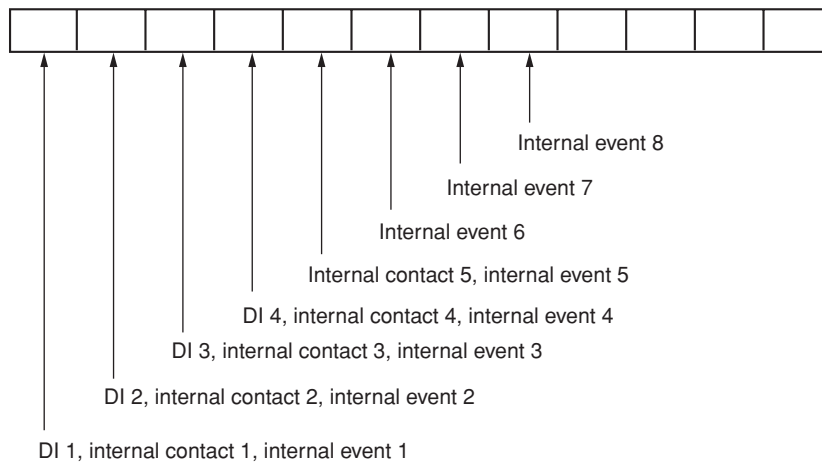 Internal event 8
Internal event 7
Internal event 6
Internal contact 5, internal event 5
DI 4, internal contact 4, internal event 4
DI 3, internal contact 3, internal event 3
DI 2, internal contact 2, internal event 2
DI 1, internal contact 1, internal event 1